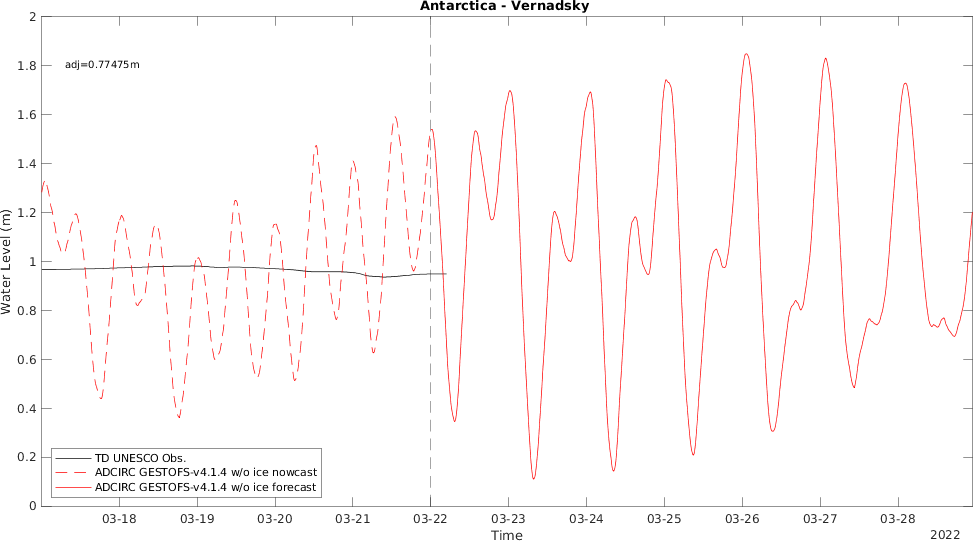 Antarctica - Vernadsky
2
1.8
1.6
1.4
1.2
1
0.8
0.6
0.4
0.2
0
Water Level (m)
adj=0.77475m
TD UNESCO Obs.
ADCIRC GESTOFS-v4.1.4 w/o ice nowcast
ADCIRC GESTOFS-v4.1.4 w/o ice forecast
03-18 03-19 03-20 03-21 03-22 03-23 03-24 03-25 03-26 03-27 03-28
Time
2022